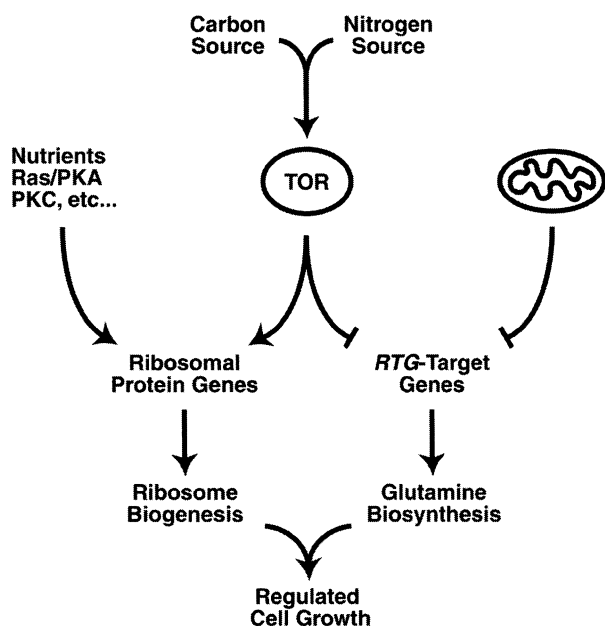 Carbon
Source
Nitrogen
Source
Nutrients
Ras/PKA
PKC, etc...
TOR
Ribosomal
Protein Genes
RTG-Target
Genes
Ribosome
Biogenesis
Glutamine
Biosynthesis
Regulated
Cell Growth